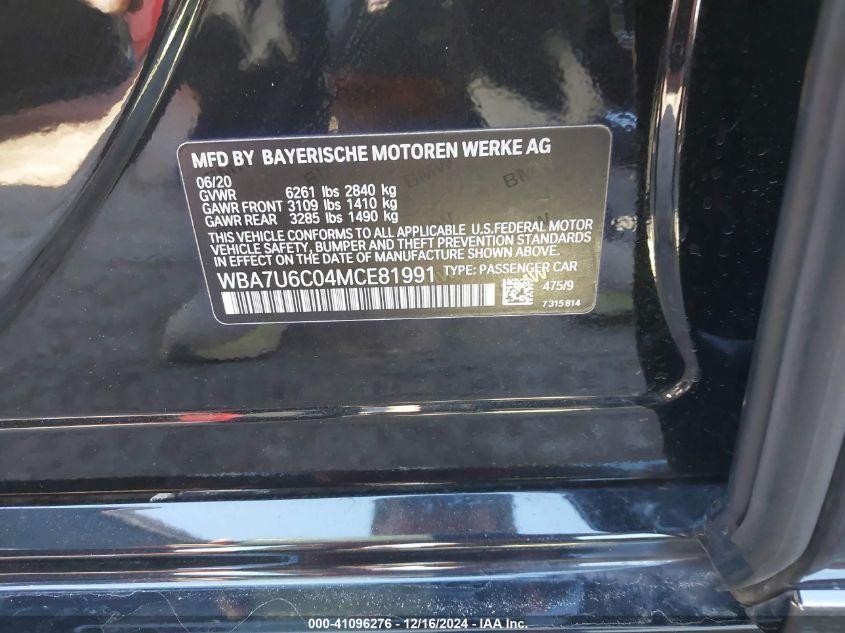 MFD BY BAYERISCHE MOTOREN WERKE AG
06/20
GVWR 6261 lbs 2840 kg
GAWR FRONT 3109 lbs 1410 kg
GAWR REAR 3285 lbs 1490 kg
THIS VEHICLE CONFORMS TO ALL APPLICABLE U.S.FEDERAL MOTOR
VEHICLE SAFETY, BUMPER AND THEFT PREVENTION STANDARDS
IN EFFECT ON THE DATE OF MANUFACTURE SHOWN ABOVE.
WBA7U6C04MCE81991 TYPE: PASSENGER CAR
475/9
7 315 814
000-41096276 - 12/16/2024 - IAA Inc.